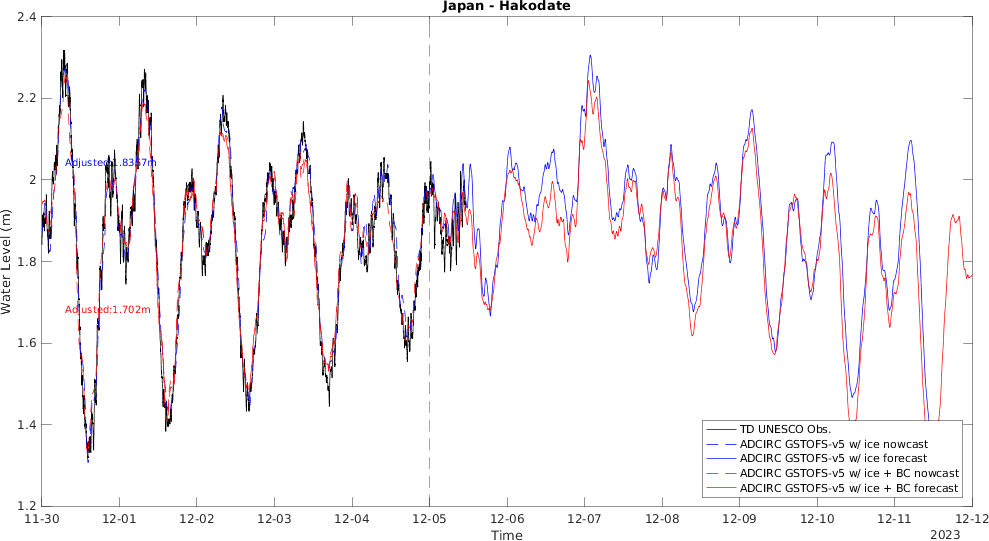 Japan - Hakodate
2.4
2.2
2
1.8
1.6
1.4
1.2
Water Level (m)
Adjusted:1.8367m
Adjusted:1.702m
TD UNESCO Obs.
ADCIRC GSTOFS-v5 w/ ice nowcast
ADCIRC GSTOFS-v5 w/ ice forecast
ADCIRC GSTOFS-v5 w/ ice + BC nowcast
ADCIRC GSTOFS-v5 w/ ice + BC forecast
11-30 12-01 12-02 12-03 12-04 12-05 12-06 12-07 12-08 12-09 12-10 12-11 12-12
Time
2023